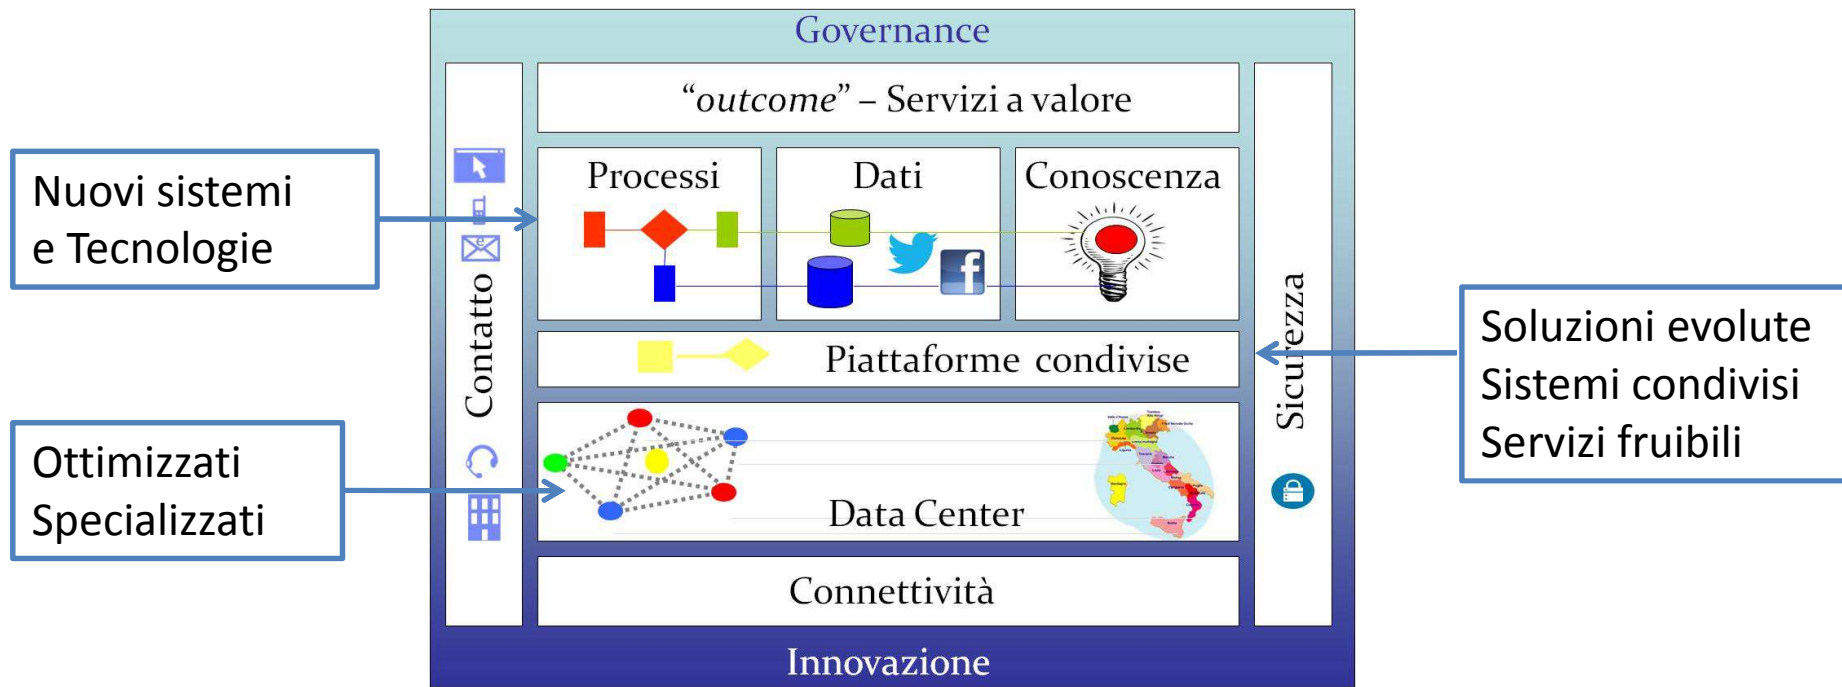 Governance
“outcome” – Servizi a valore
Nuovi sistemi
e Tecnologie
Processi
Dati
Conoscenza
e
f
Contatto
Piattaforme condivise
Sicurezza
Soluzioni evolute
Sistemi condivisi
Servizi fruibili
Ottimizzati
Specializzati
Data Center
Connettività
Innovazione